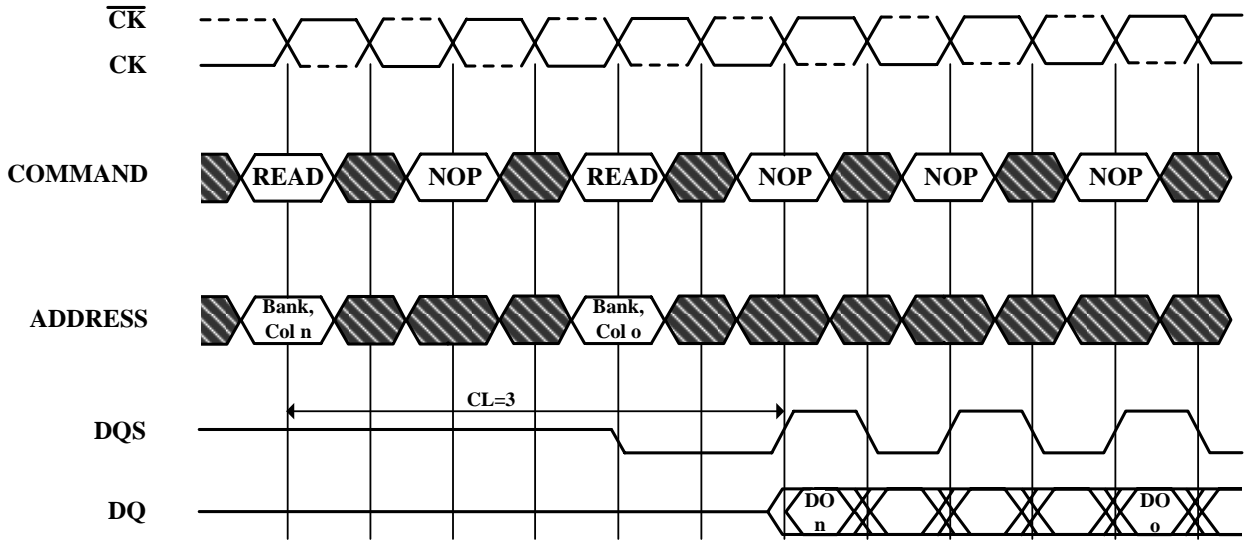 CK
CK
COMMAND READ NOP READ NOP NOP NOP
ADDRESS Bank, Col n Bank, Col o
CL=3
DQS
DQ DO n DO o